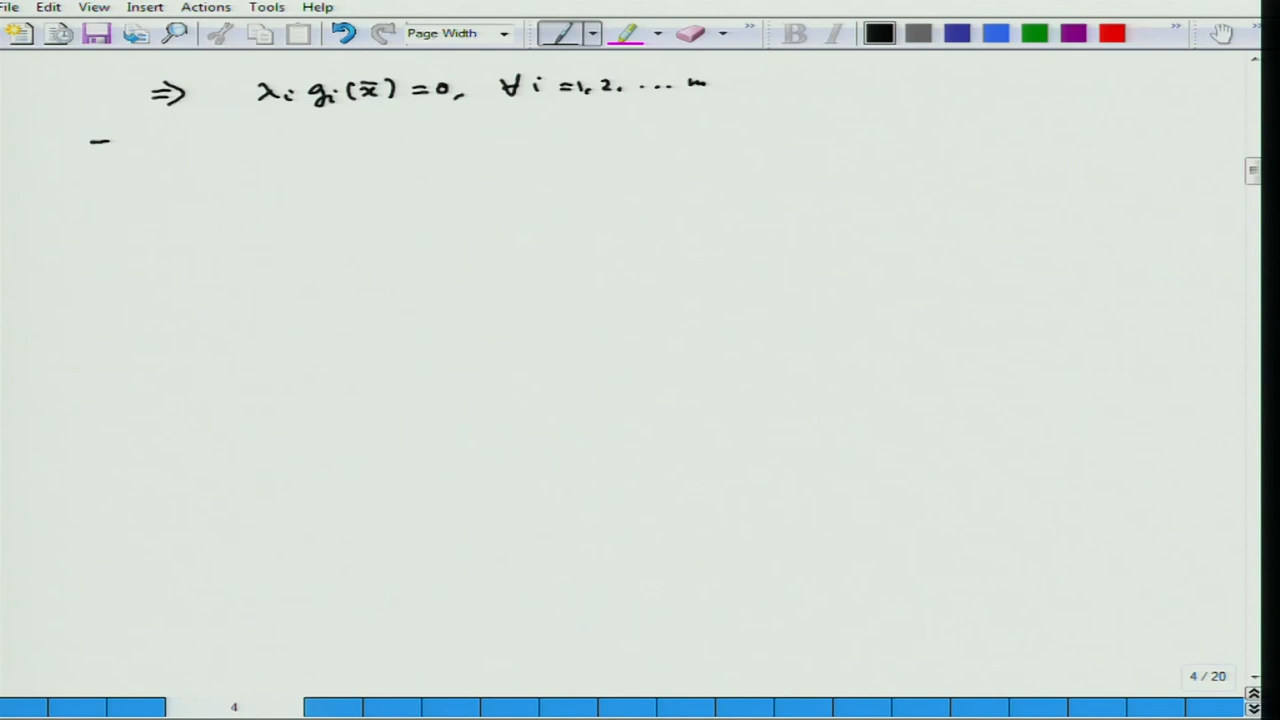 File Edit View Insert Actions Tools Help
Page Width B I
⇒ λi gi(x̄) = 0, ∀ i = 1, 2, ... m
–
4 / 20
4